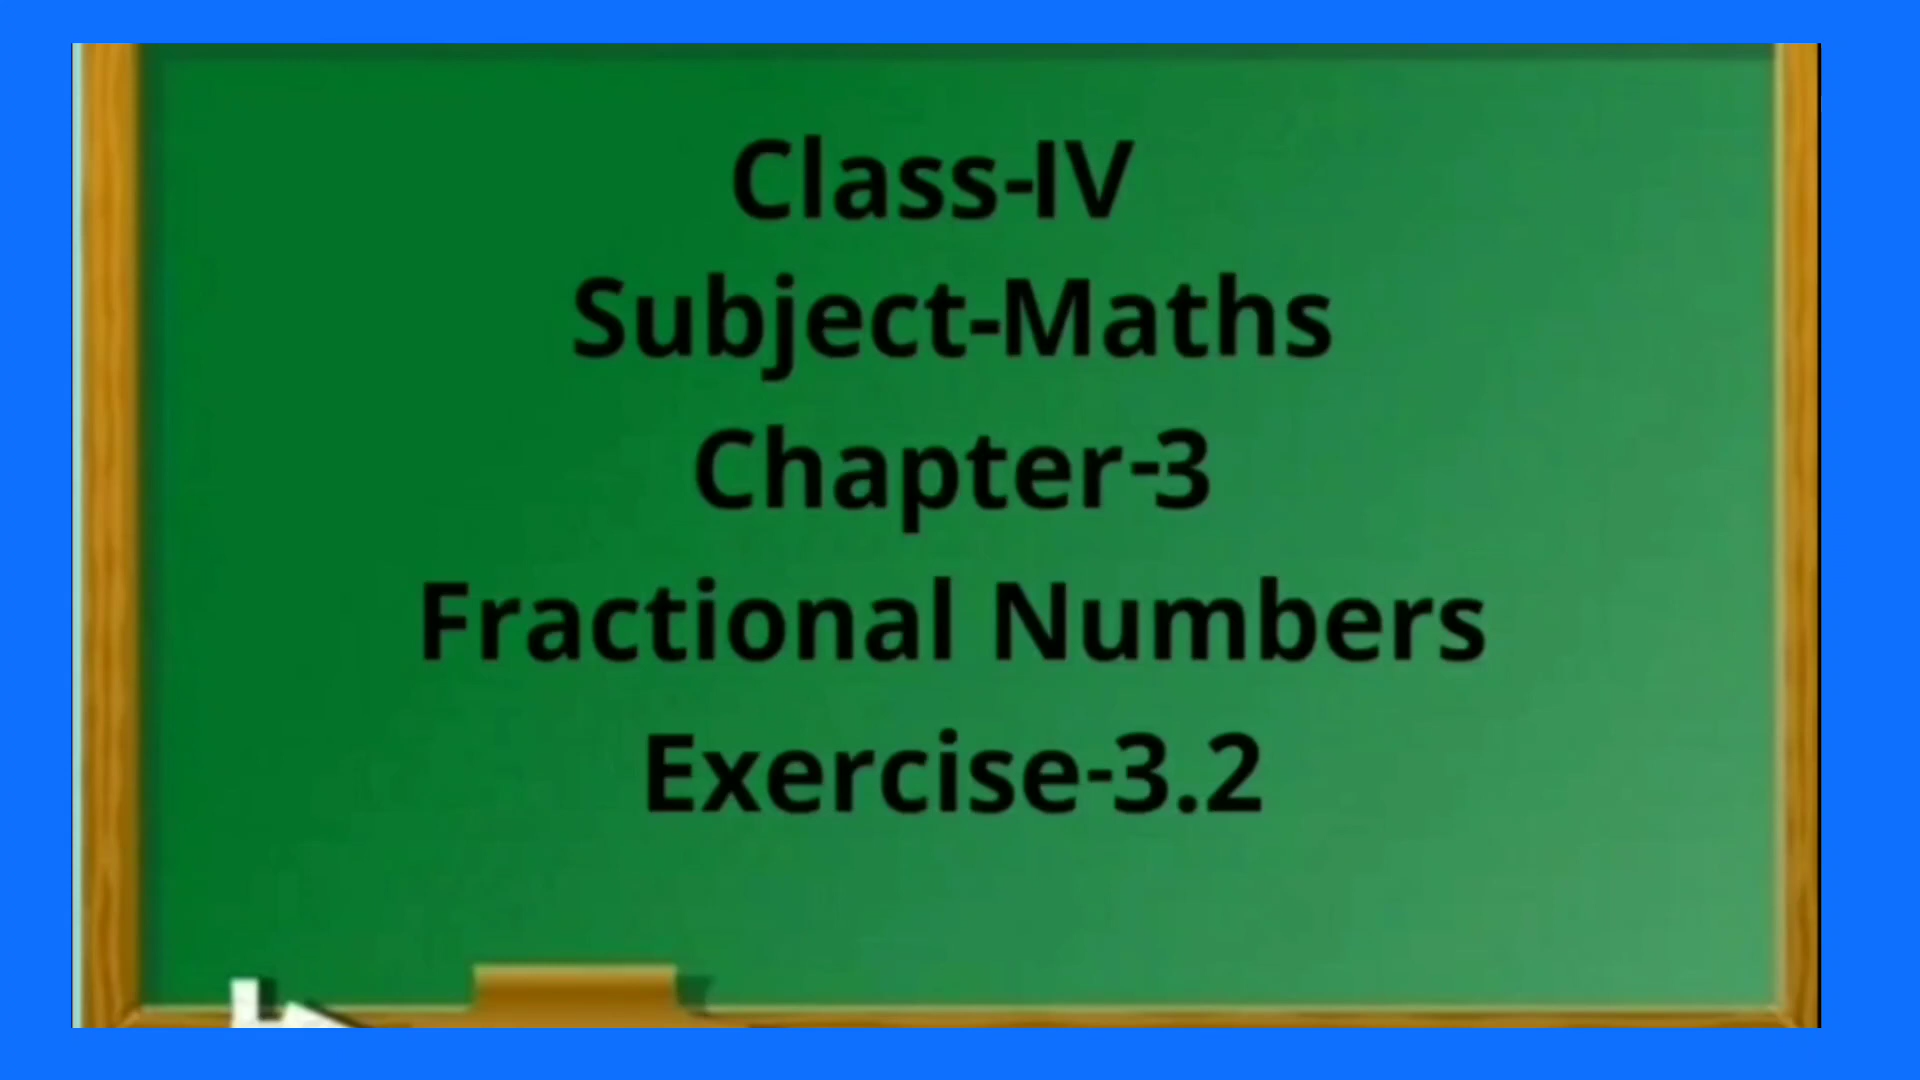 Class-IV
Subject-Maths
Chapter-3
Fractional Numbers
Exercise-3.2